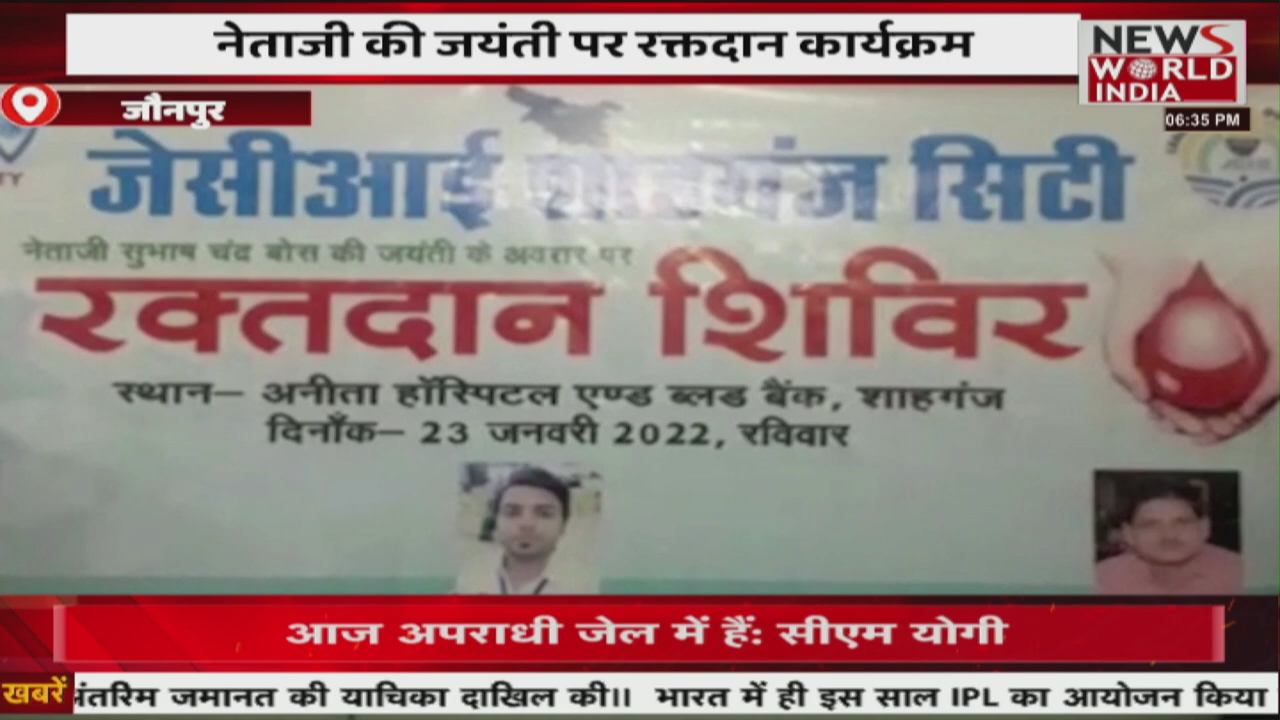 नेताजी की जयंती पर रक्तदान कार्यक्रम
NEWS
WORLD
INDIA
06:35 PM
जौनपुर
जेसीआई शाहगंज सिटी
नेताजी सुभाष चंद्र बोस की जयंती के अवसर पर
रक्तदान शिविर
स्थान– अनीता हॉस्पिटल एण्ड ब्लड बैंक, शाहगंज
दिनाँक– 23 जनवरी 2022, रविवार
आज अपराधी जेल में हैं: सीएम योगी
खबरें
अंतरिम जमानत की याचिका दाखिल की।। भारत में ही इस साल IPL का आयोजन किया